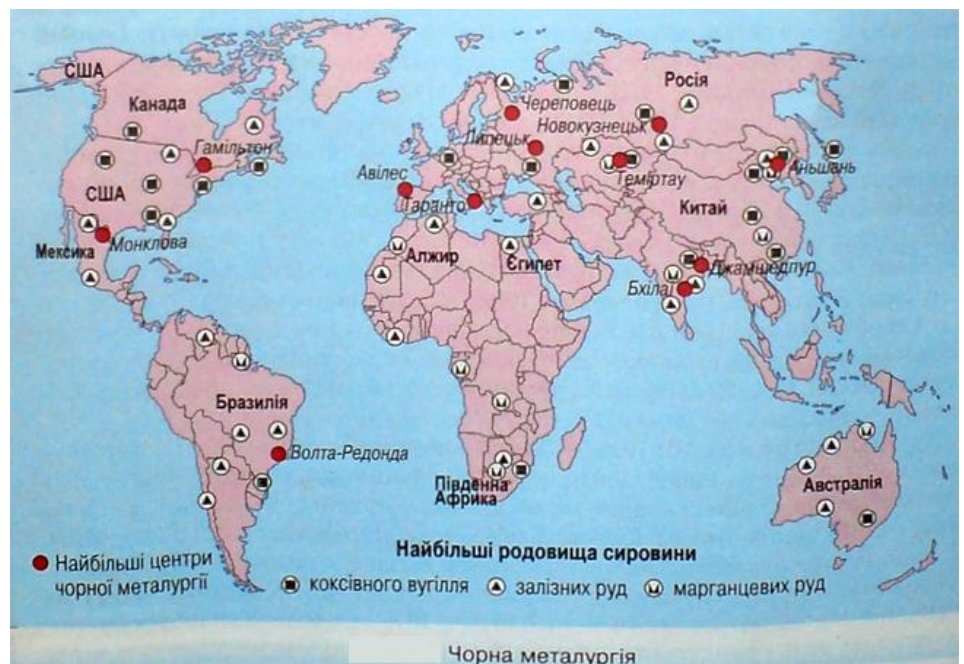 США
Канада
Гамільтон
США
Мексика
Монклова
Росія
Череповець
Новокузнецьк
Липецьк
Авілес
Таранто
Теміртау
Аньшань
Китай
Алжир
Єгипет
Джамшедпур
Бхілаї
Бразилія
Волта-Редонда
Південна
Африка
Австралія
Найбільші центри
чорної металургії
Найбільші родовища сировини
коксівного вугілля
залізних руд
марганцевих руд
Чорна металургія